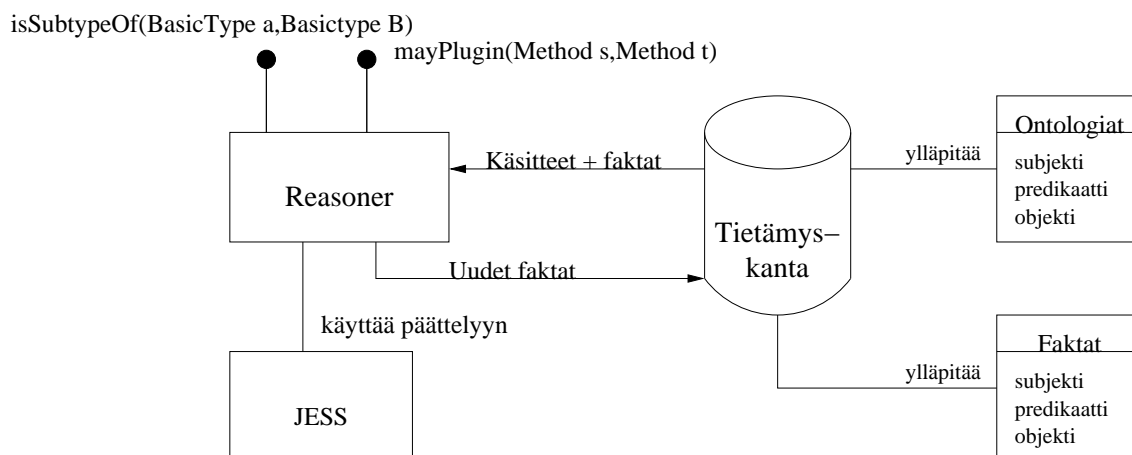 isSubtypeOf(BasicType a,Basictype B)
mayPlugin(Method s,Method t)
Reasoner
Käsitteet + faktat
Uudet faktat
käyttää päättelyyn
JESS
Tietämys–
kanta
ylläpitää
Ontologiat
subjekti
predikaatti
objekti
ylläpitää
Faktat
subjekti
predikaatti
objekti